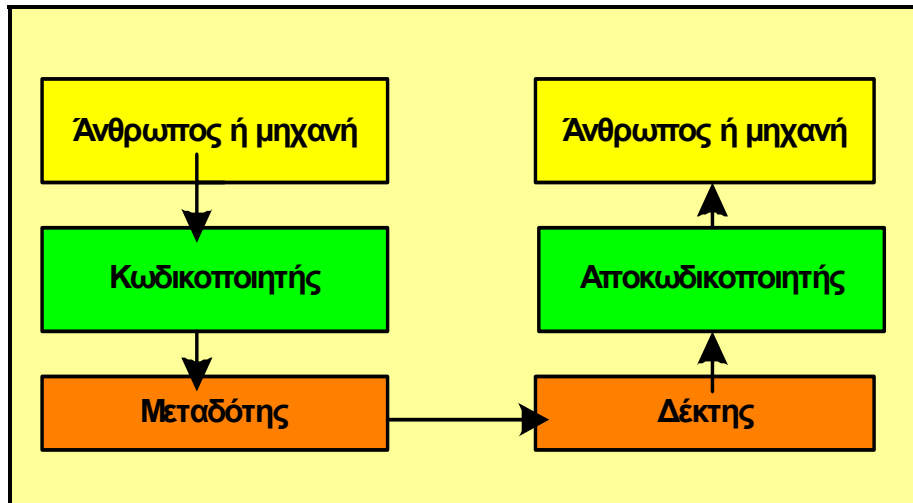 Άνθρωπος ή μηχανή
Άνθρωπος ή μηχανή
Κωδικοποιητής
Αποκωδικοποιητής
Μεταδότης
Δέκτης